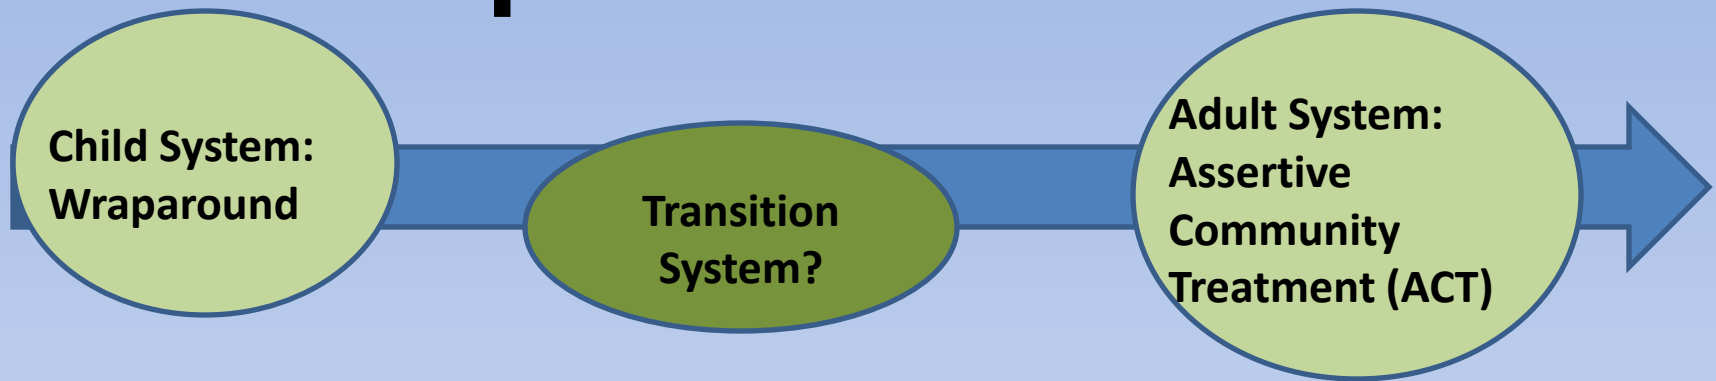 Child System:
Wraparound
Transition
System?
Adult System:
Assertive
Community
Treatment (ACT)